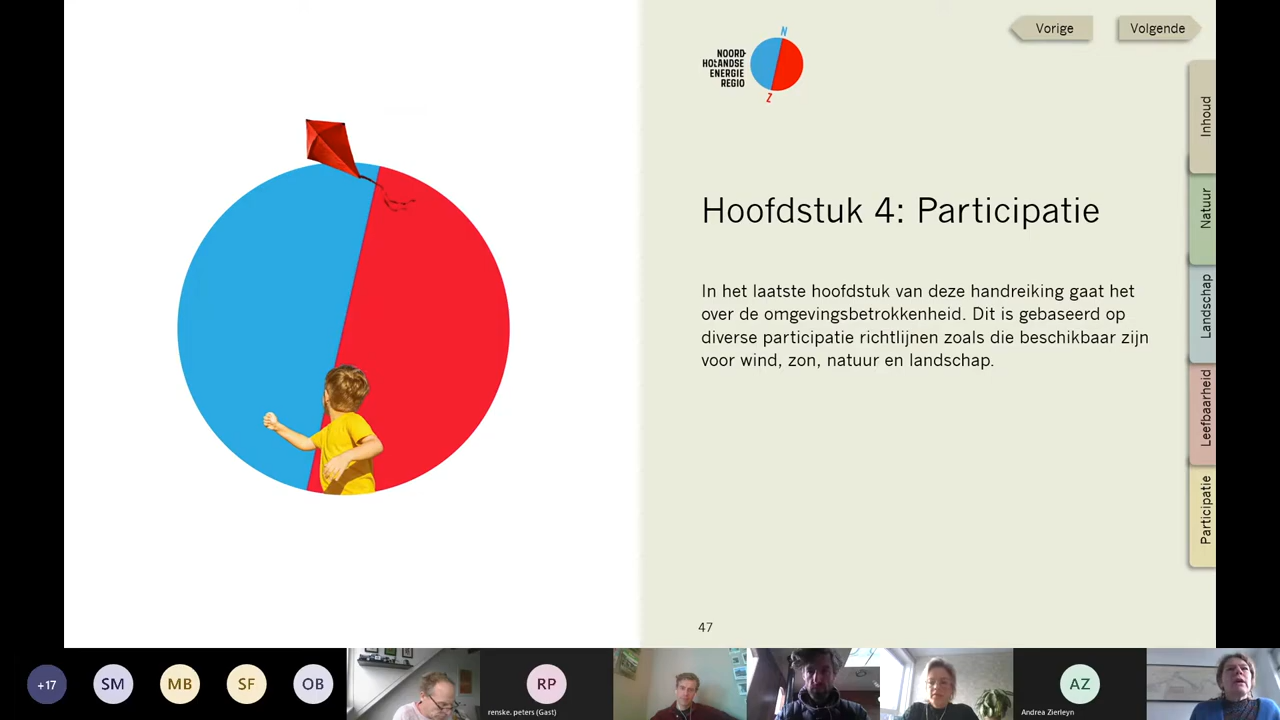 Vorige
Volgende
N
NOORD
HOLLANDSE
ENERGIE
REGIO
Z
Inhoud
Natuur
Landschap
Leefbaarheid
Participatie
Hoofdstuk 4: Participatie
In het laatste hoofdstuk van deze handreiking gaat het
over de omgevingsbetrokkenheid. Dit is gebaseerd op
diverse participatie richtlijnen zoals die beschikbaar zijn
voor wind, zon, natuur en landschap.
47
+17
SM
MB
SF
OB
RP
renske. peters (Gast)
AZ
Andrea Zierleyn